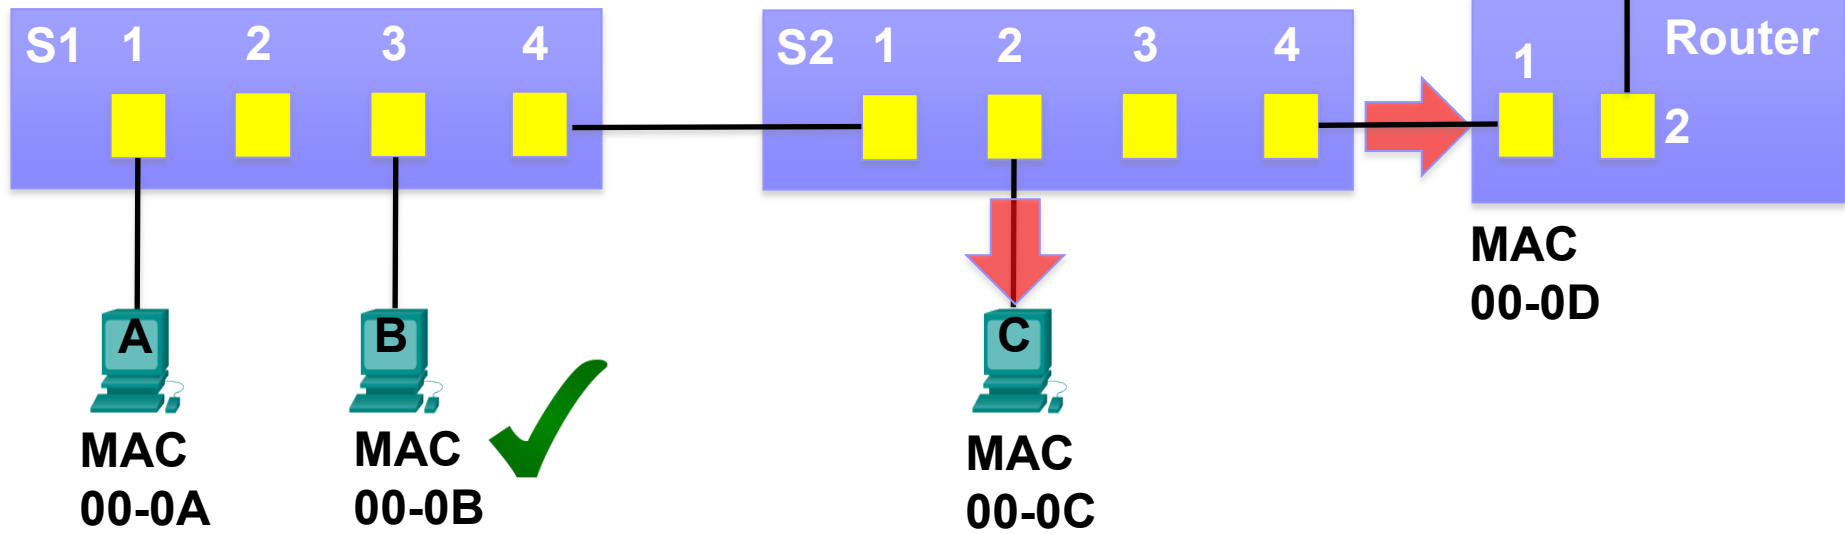 S1 1 2 3 4
S2 1 2 3 4
Router
1
2
A
B
C
MAC
00-0A
MAC
00-0B
MAC
00-0C
MAC
00-0D